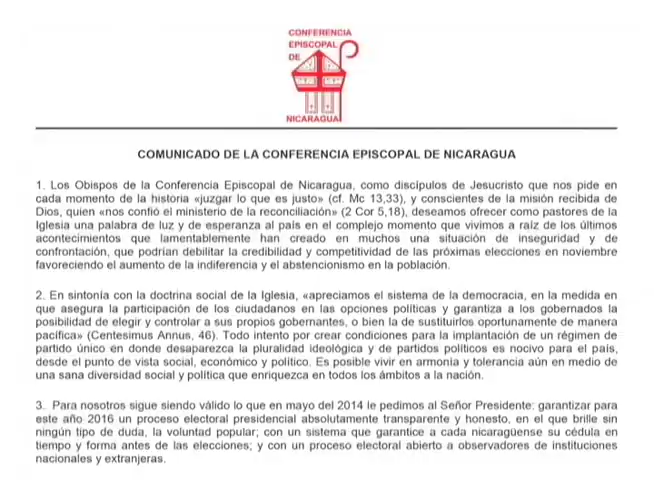 CONFERENCIA
EPISCOPAL
DE
NICARAGUA
COMUNICADO DE LA CONFERENCIA EPISCOPAL DE NICARAGUA
1. Los Obispos de la Conferencia Episcopal de Nicaragua, como discípulos de Jesucristo que nos pide en
cada momento de la historia «juzgar lo que es justo» (cf. Mc 13,33), y conscientes de la misión recibida de
Dios, quien «nos confió el ministerio de la reconciliación» (2 Cor 5,18), deseamos ofrecer como pastores de la
Iglesia una palabra de luz y de esperanza al país en el complejo momento que vivimos a raíz de los últimos
acontecimientos que lamentablemente han creado en muchos una situación de inseguridad y de
confrontación, que podrían debilitar la credibilidad y competitividad de las próximas elecciones en noviembre
favoreciendo el aumento de la indiferencia y el abstencionismo en la población.
2. En sintonía con la doctrina social de la Iglesia, «apreciamos el sistema de la democracia, en la medida en
que asegura la participación de los ciudadanos en las opciones políticas y garantiza a los gobernados la
posibilidad de elegir y controlar a sus propios gobernantes, o bien la de sustituirlos oportunamente de manera
pacífica» (Centesimus Annus, 46). Todo intento por crear condiciones para la implantación de un régimen de
partido único en donde desaparezca la pluralidad ideológica y de partidos políticos es nocivo para el país,
desde el punto de vista social, económico y político. Es posible vivir en armonía y tolerancia aún en medio de
una sana diversidad social y política que enriquezca en todos los ámbitos a la nación.
3. Para nosotros sigue siendo válido lo que en mayo del 2014 le pedimos al Señor Presidente: garantizar para
este año 2016 un proceso electoral presidencial absolutamente transparente y honesto, en el que brille sin
ningún tipo de duda, la voluntad popular; con un sistema que garantice a cada nicaragüense su cédula en
tiempo y forma antes de las elecciones; y con un proceso electoral abierto a observadores de instituciones
nacionales y extranjeras.